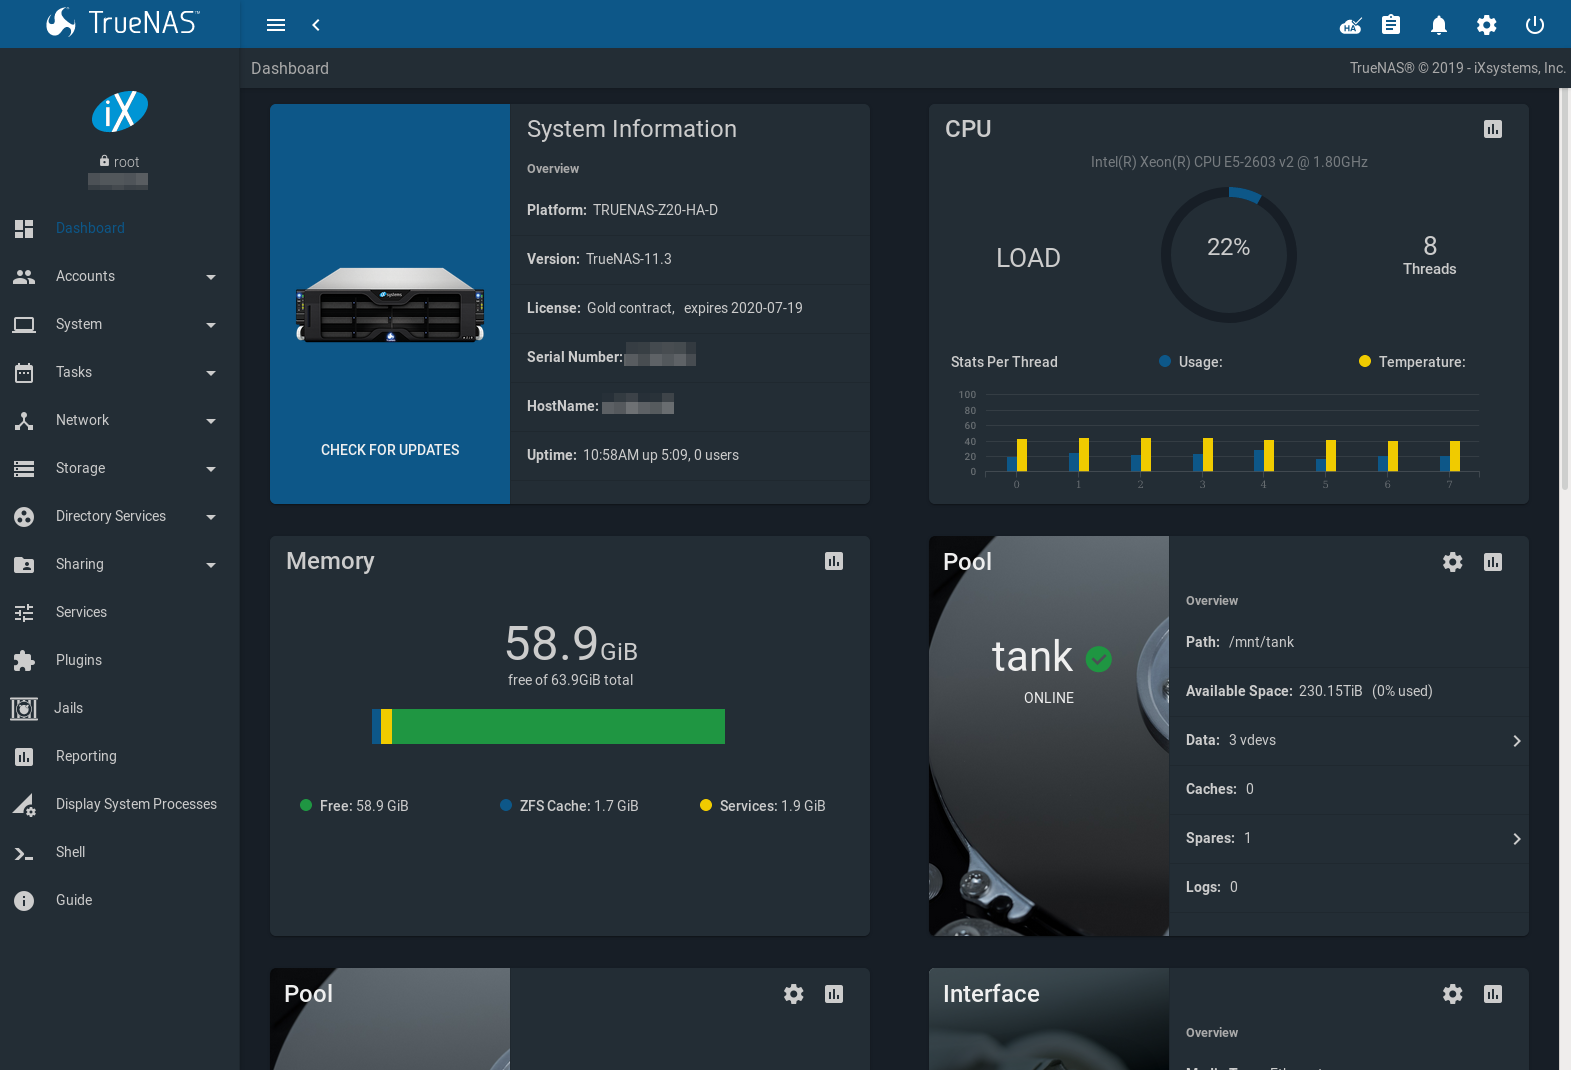 TrueNAS™
Dashboard
TrueNAS® © 2019 - iXsystems, Inc.
iX
root
Dashboard
Accounts
System
Tasks
Network
Storage
Directory Services
Sharing
Services
Plugins
Jails
Reporting
Display System Processes
Shell
Guide
HA
CHECK FOR UPDATES
System Information
Overview
Platform: TRUENAS-Z20-HA-D
Version: TrueNAS-11.3
License: Gold contract, expires 2020-07-19
Serial Number:
HostName:
Uptime: 10:58AM up 5:09, 0 users
CPU
Intel(R) Xeon(R) CPU E5-2603 v2 @ 1.80GHz
LOAD
22%
8
Threads
Stats Per Thread
Usage:
Temperature:
100
80
60
40
20
0
0 1 2 3 4 5 6 7
Memory
58.9GiB
free of 63.9GiB total
Free: 58.9 GiB
ZFS Cache: 1.7 GiB
Services: 1.9 GiB
Pool
tank
ONLINE
Overview
Path: /mnt/tank
Available Space: 230.15TiB (0% used)
Data: 3 vdevs
Caches: 0
Spares: 1
Logs: 0
Pool
Interface
Overview